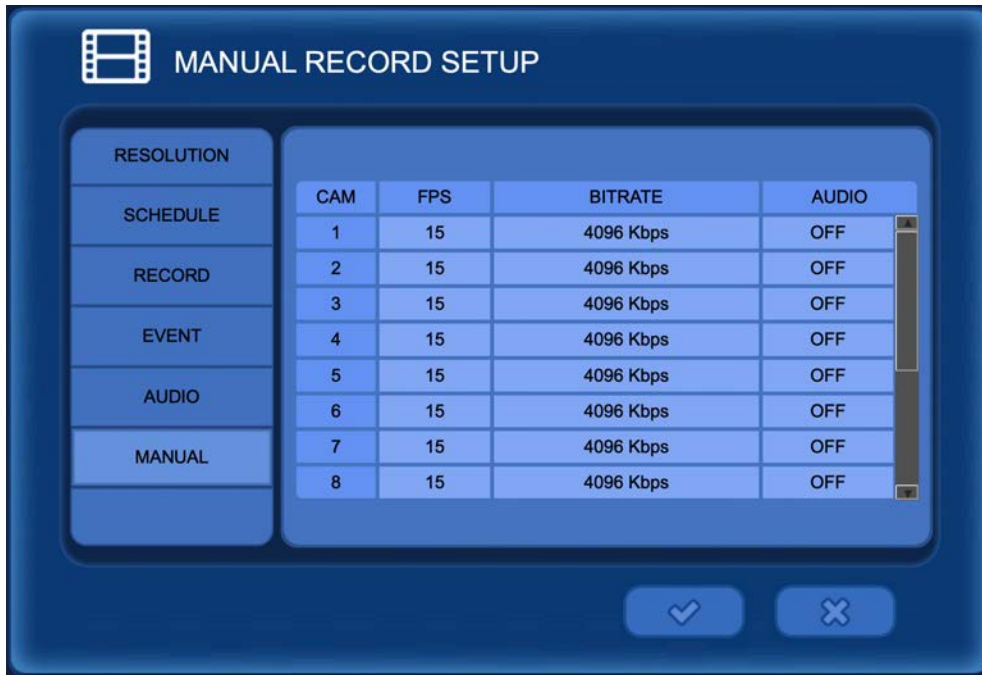 MANUAL RECORD SETUP
RESOLUTION
SCHEDULE
RECORD
EVENT
AUDIO
MANUAL
CAM FPS BITRATE AUDIO
1 15 4096 Kbps OFF
2 15 4096 Kbps OFF
3 15 4096 Kbps OFF
4 15 4096 Kbps OFF
5 15 4096 Kbps OFF
6 15 4096 Kbps OFF
7 15 4096 Kbps OFF
8 15 4096 Kbps OFF